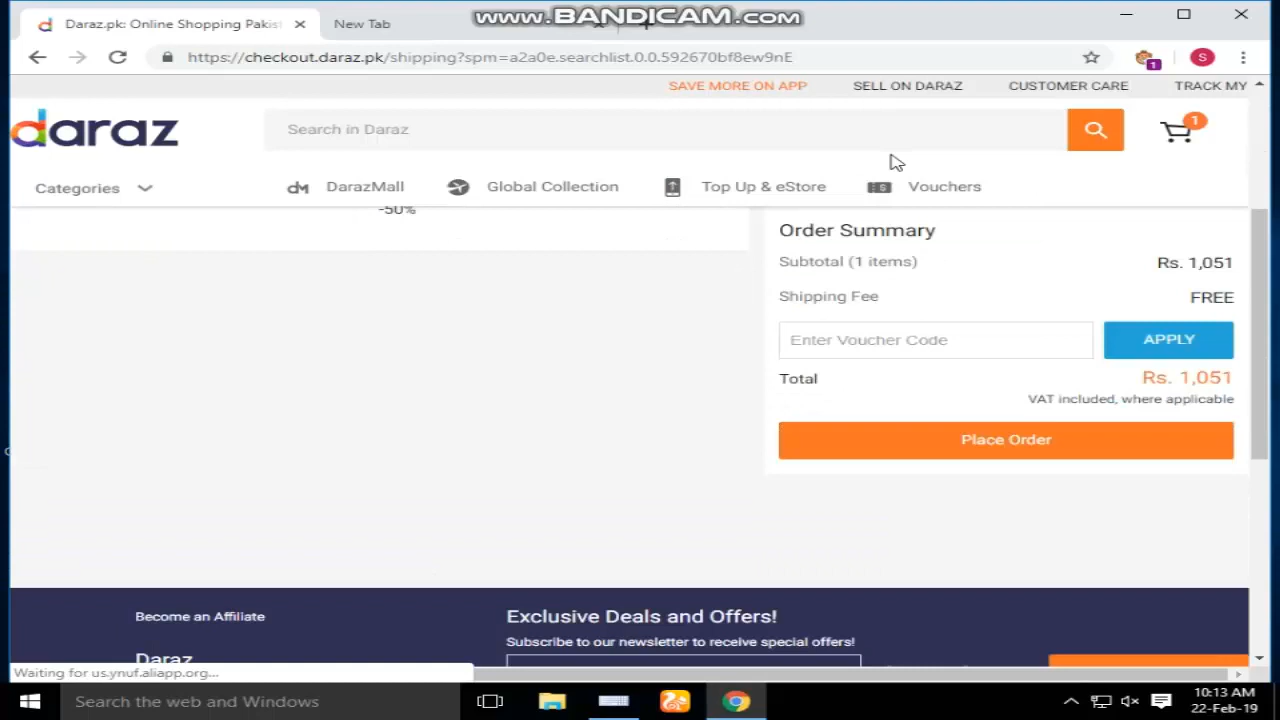 Daraz.pk: Online Shopping Pakis
New Tab
www.BANDICAM.com
https://checkout.daraz.pk/shipping?spm=a2a0e.searchlist.0.0.592670bf8ew9nE
1
S
SAVE MORE ON APP
SELL ON DARAZ
CUSTOMER CARE
TRACK MY
daraz
Search in Daraz
1
Categories
DarazMall
Global Collection
Top Up & eStore
Vouchers
-50%
Order Summary
Subtotal (1 items)
Rs. 1,051
Shipping Fee
FREE
Enter Voucher Code
APPLY
Total
Rs. 1,051
VAT included, where applicable
Place Order
Become an Affiliate
Exclusive Deals and Offers!
Subscribe to our newsletter to receive special offers!
Daraz
Waiting for us.ynuf.aliapp.org...
Search the web and Windows
10:13 AM
22-Feb-19